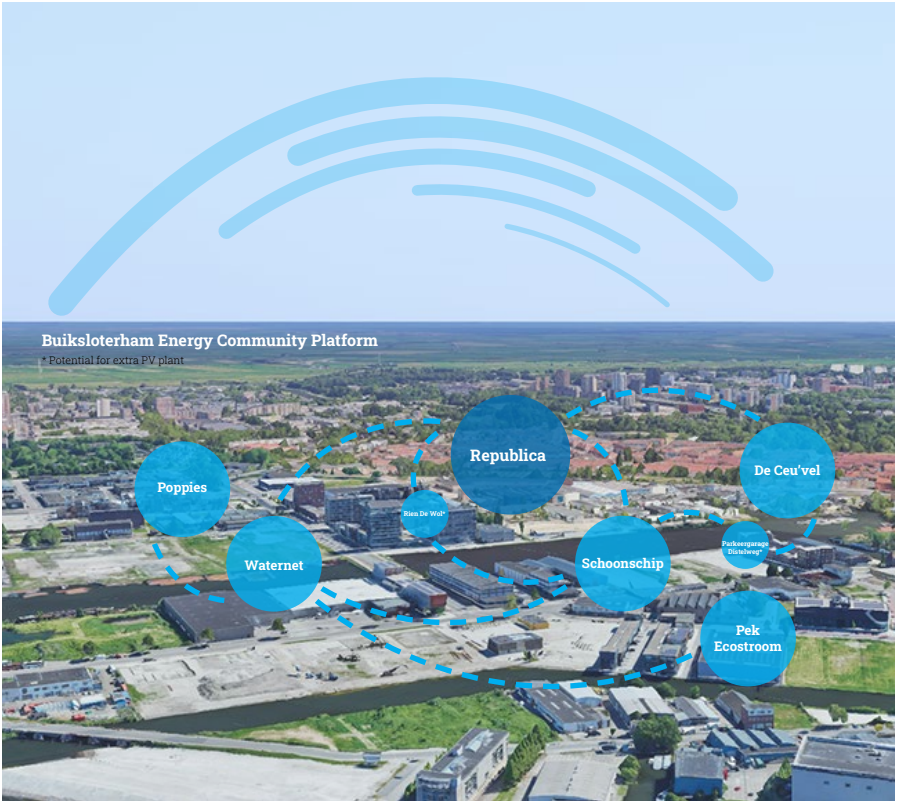 Buiksloterham Energy Community Platform
* Potential for extra PV plant
Republica
De Ceu'vel
Poppies
Rien De Wol*
Parkeergarage
Distelweg*
Waternet
Schoonschip
Pek
Ecostroom